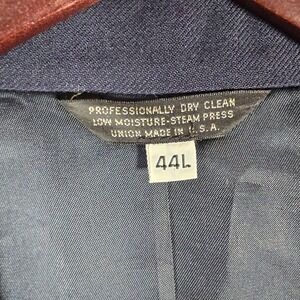 PROFESSIONALLY DRY CLEAN
LOW MOISTURE-STEAM PRESS
UNION MADE IN U.S.A.
44L